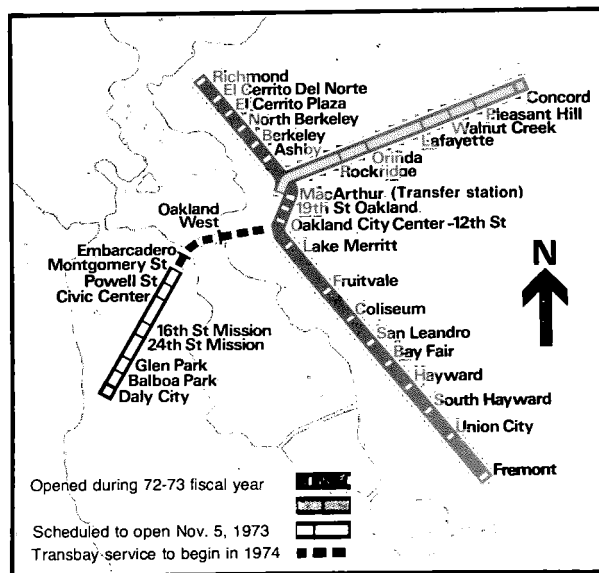 Richmond
El Cerrito Del Norte
El Cerrito Plaza
North Berkeley
Berkeley
Ashby
Concord
Pleasant Hill
Walnut Creek
Lafayette
Orinda
Rockridge
MacArthur (Transfer station)
19th St Oakland
Oakland City Center-12th St
Lake Merritt
Oakland
West
Embarcadero
Montgomery St
Powell St
Civic Center
16th St Mission
24th St Mission
Glen Park
Balboa Park
Daly City
N
Fruitvale
Coliseum
San Leandro
Bay Fair
Hayward
South Hayward
Union City
Fremont
Opened during 72-73 fiscal year
Scheduled to open Nov. 5, 1973
Transbay service to begin in 1974